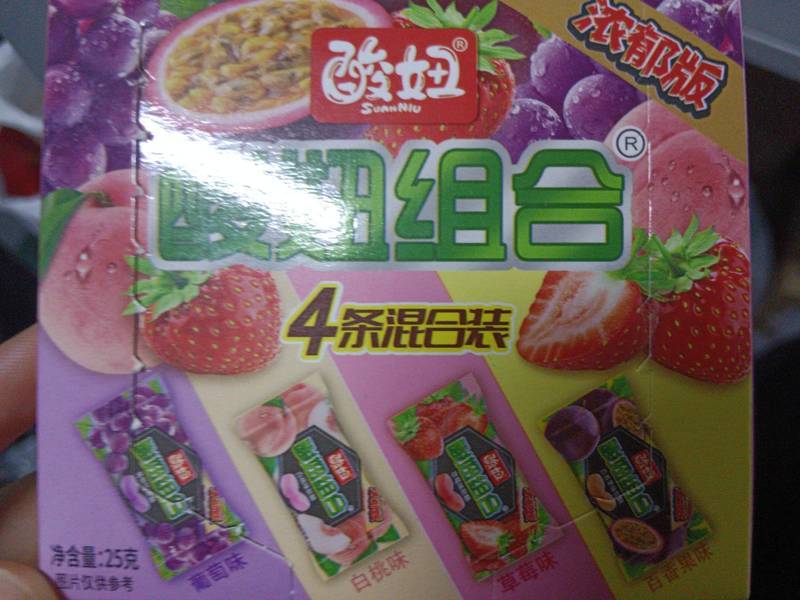 浓郁版
酸妞®
SUANNIU
酸妞组合®
4条混合装
净含量:25克
图片仅供参考
葡萄味
白桃味
草莓味
百香果味